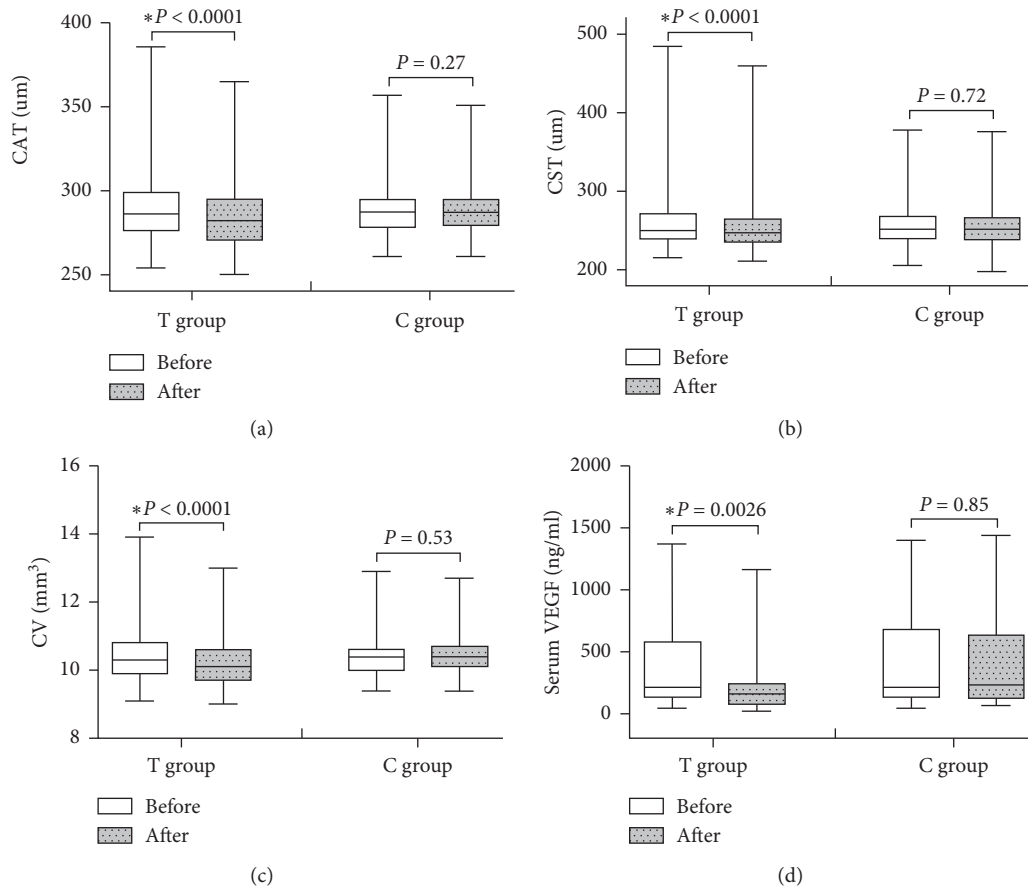 400
350
300
250
CAT (um)
*P < 0.0001
P = 0.27
T group
C group
Before
After
(a)
500
400
300
200
CST (um)
*P < 0.0001
P = 0.72
T group
C group
Before
After
(b)
16
14
12
10
8
CV (mm³)
*P < 0.0001
P = 0.53
T group
C group
Before
After
(c)
2000
1500
1000
500
0
Serum VEGF (ng/ml)
*P = 0.0026
P = 0.85
T group
C group
Before
After
(d)